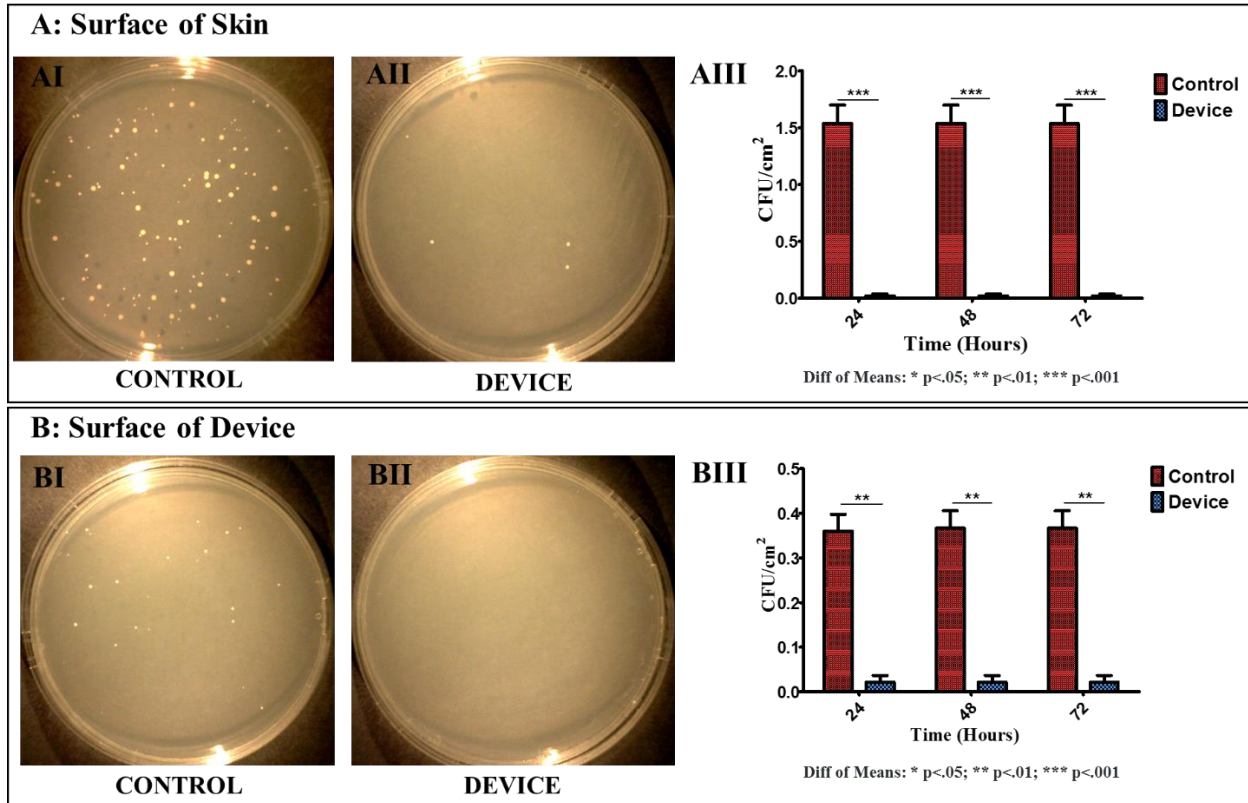 A: Surface of Skin
AI
AII
AIII
CONTROL
DEVICE
2.0
1.5
1.0
0.5
0.0
CFU/cm²
*** *** ***
24 48 72
Time (Hours)
Control
Device
Diff of Means: * p<.05; ** p<.01; *** p<.001
B: Surface of Device
BI
BII
BIII
CONTROL
DEVICE
0.5
0.4
0.3
0.2
0.1
0.0
CFU/cm²
** ** **
24 48 72
Time (Hours)
Control
Device
Diff of Means: * p<.05; ** p<.01; *** p<.001